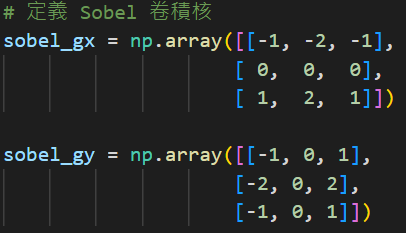 # 定義 Sobel 卷積核
sobel_gx = np.array([[-1, -2, -1],
[ 0, 0, 0],
[ 1, 2, 1]])
sobel_gy = np.array([[-1, 0, 1],
[-2, 0, 2],
[-1, 0, 1]])